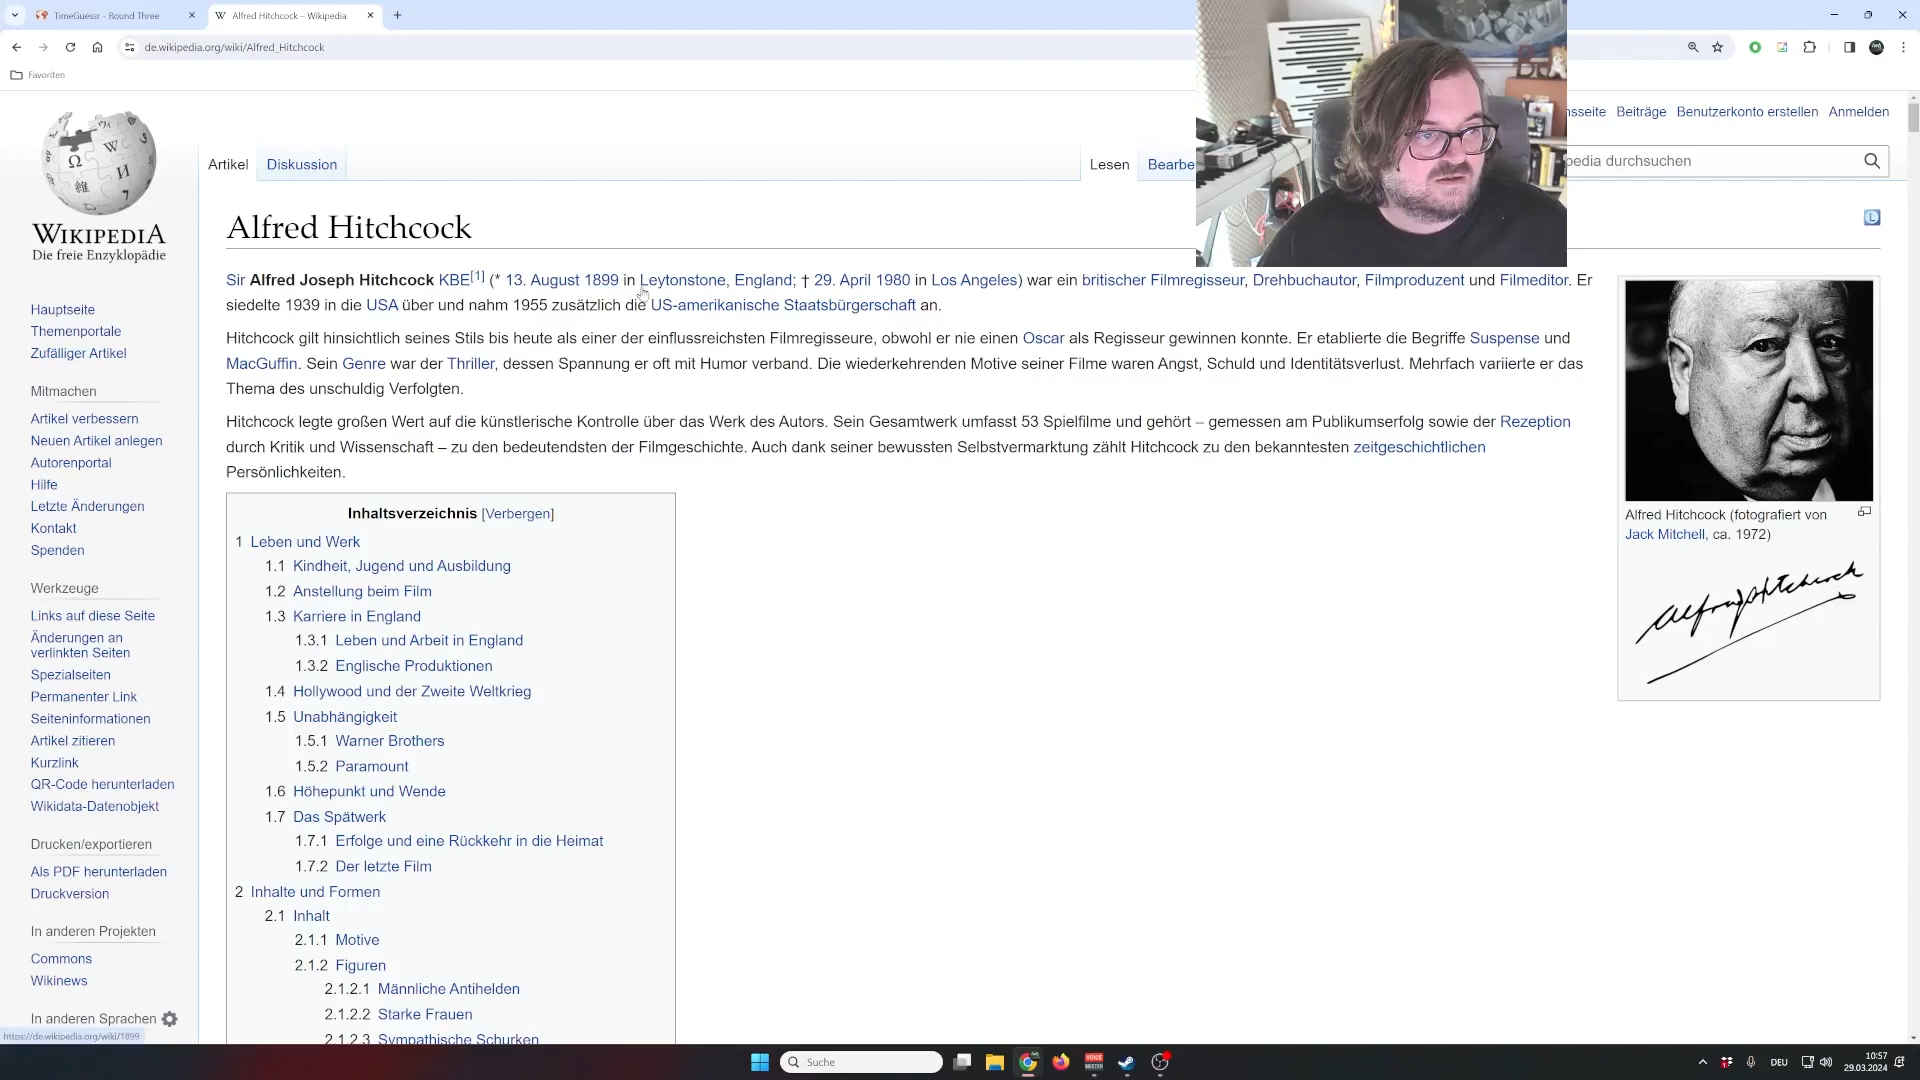 TimeGuessr - Round Three
Alfred Hitchcock – Wikipedia
de.wikipedia.org/wiki/Alfred_Hitchcock
Favoriten
Beiträge
Benutzerkonto erstellen
Anmelden
Artikel
Diskussion
Lesen
Bearbe
pedia durchsuchen
WIKIPEDIA
Die freie Enzyklopädie
Alfred Hitchcock
Sir Alfred Joseph Hitchcock KBE[1] (* 13. August 1899 in Leytonstone, England; † 29. April 1980 in Los Angeles) war ein britischer Filmregisseur, Drehbuchautor, Filmproduzent und Filmeditor. Er
siedelte 1939 in die USA über und nahm 1955 zusätzlich die US-amerikanische Staatsbürgerschaft an.
Hitchcock gilt hinsichtlich seines Stils bis heute als einer der einflussreichsten Filmregisseure, obwohl er nie einen Oscar als Regisseur gewinnen konnte. Er etablierte die Begriffe Suspense und
MacGuffin. Sein Genre war der Thriller, dessen Spannung er oft mit Humor verband. Die wiederkehrenden Motive seiner Filme waren Angst, Schuld und Identitätsverlust. Mehrfach variierte er das
Thema des unschuldig Verfolgten.
Hitchcock legte großen Wert auf die künstlerische Kontrolle über das Werk des Autors. Sein Gesamtwerk umfasst 53 Spielfilme und gehört – gemessen am Publikumserfolg sowie der Rezeption
durch Kritik und Wissenschaft – zu den bedeutendsten der Filmgeschichte. Auch dank seiner bewussten Selbstvermarktung zählt Hitchcock zu den bekanntesten zeitgeschichtlichen
Persönlichkeiten.
Alfred Hitchcock (fotografiert von
Jack Mitchell, ca. 1972)
Alfred Hitchcock
Inhaltsverzeichnis [Verbergen]
1 Leben und Werk
1.1 Kindheit, Jugend und Ausbildung
1.2 Anstellung beim Film
1.3 Karriere in England
1.3.1 Leben und Arbeit in England
1.3.2 Englische Produktionen
1.4 Hollywood und der Zweite Weltkrieg
1.5 Unabhängigkeit
1.5.1 Warner Brothers
1.5.2 Paramount
1.6 Höhepunkt und Wende
1.7 Das Spätwerk
1.7.1 Erfolge und eine Rückkehr in die Heimat
1.7.2 Der letzte Film
2 Inhalte und Formen
2.1 Inhalt
2.1.1 Motive
2.1.2 Figuren
2.1.2.1 Männliche Antihelden
2.1.2.2 Starke Frauen
2.1.2.3 Sympathische Schurken
Hauptseite
Themenportale
Zufälliger Artikel
Mitmachen
Artikel verbessern
Neuen Artikel anlegen
Autorenportal
Hilfe
Letzte Änderungen
Kontakt
Spenden
Werkzeuge
Links auf diese Seite
Änderungen an
verlinkten Seiten
Spezialseiten
Permanenter Link
Seiteninformationen
Artikel zitieren
Kurzlink
QR-Code herunterladen
Wikidata-Datenobjekt
Drucken/exportieren
Als PDF herunterladen
Druckversion
In anderen Projekten
Commons
Wikinews
In anderen Sprachen
https://de.wikipedia.org/wiki/1899
Suche
VOICE
MEETER
DEU
10:57
29.03.2024